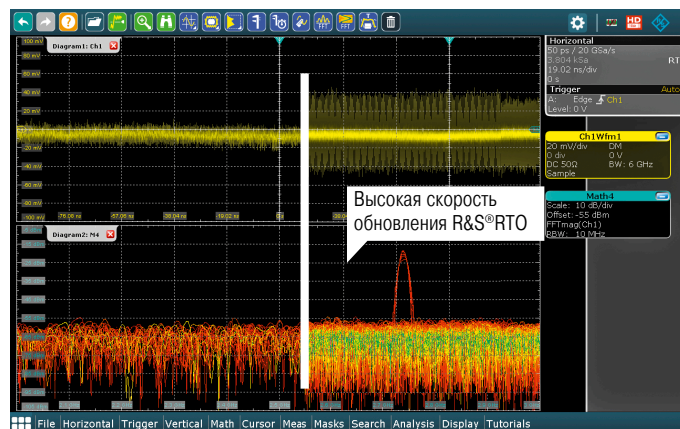 Horizontal
50 ps / 20 GSa/s
3.804 kSa RT
19.02 ns/div
0 s
Trigger Auto
A: Edge Ch1
Level: 0 V
Ch1Wfm1
20 mV/div DM
0 div 0 V
DC 50Ω BW: 6 GHz
Sample
Math4
Scale: 10 dB/div
Offset: -55 dBm
FFTmag(Ch1)
RBW: 10 MHz
Diagram1: Ch1
100 mV
80 mV
60 mV
40 mV
20 mV
-20 mV
-40 mV
-60 mV
-80 mV
-100 mV
-76.08 ns
-57.06 ns
-38.04 ns
-19.02 ns
Высокая скорость
обновления R&S®RTO
Diagram2: M4
File Horizontal Trigger Vertical Math Cursor Meas Masks Search Analysis Display Tutorials